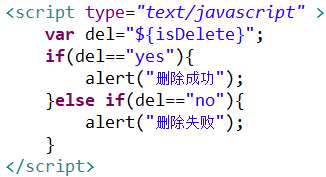 <script type="text/javascript" >
    var del="${isDelete}";
    if(del=="yes"){
        alert("删除成功");
    }else if(del=="no"){
        alert("删除失败");
    }
</script>